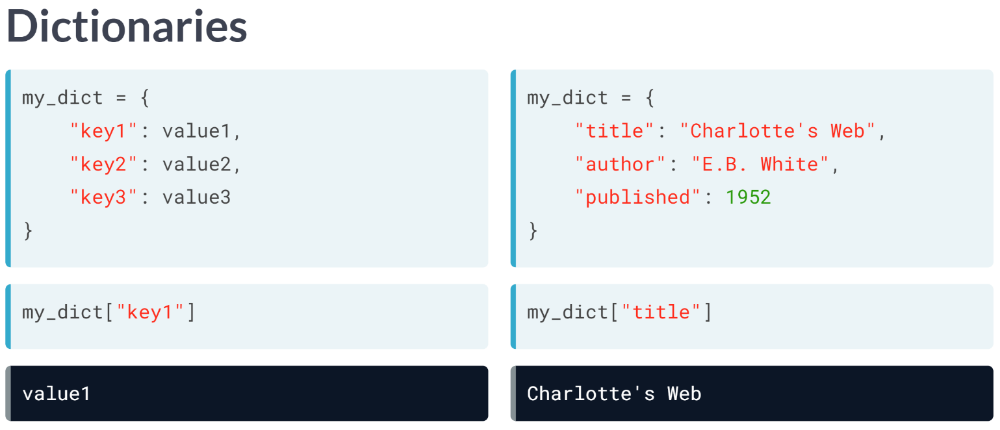 Dictionaries
my_dict = {
    "key1": value1,
    "key2": value2,
    "key3": value3
}
my_dict["key1"]
value1
my_dict = {
    "title": "Charlotte's Web",
    "author": "E.B. White",
    "published": 1952
}
my_dict["title"]
Charlotte's Web